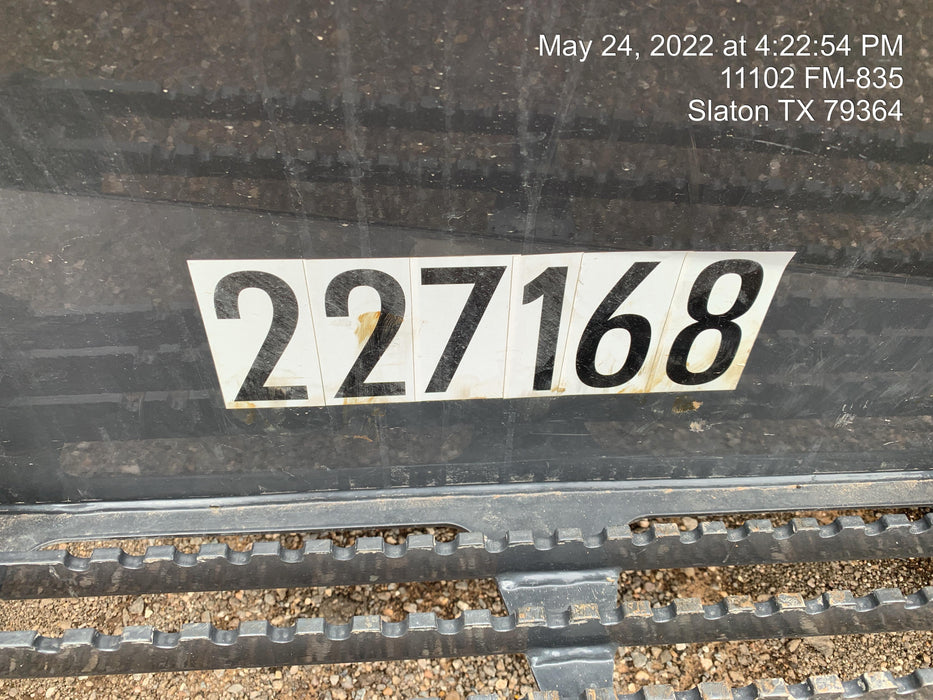 May 24, 2022 at 4:22:54 PM
11102 FM-835
Slaton TX 79364
227168